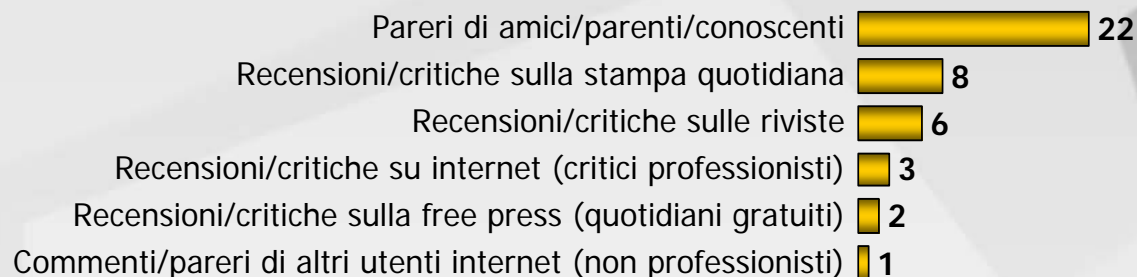 Pareri di amici/parenti/conoscenti 22
Recensioni/critiche sulla stampa quotidiana 8
Recensioni/critiche sulle riviste 6
Recensioni/critiche su internet (critici professionisti) 3
Recensioni/critiche sulla free press (quotidiani gratuiti) 2
Commenti/pareri di altri utenti internet (non professionisti) 1